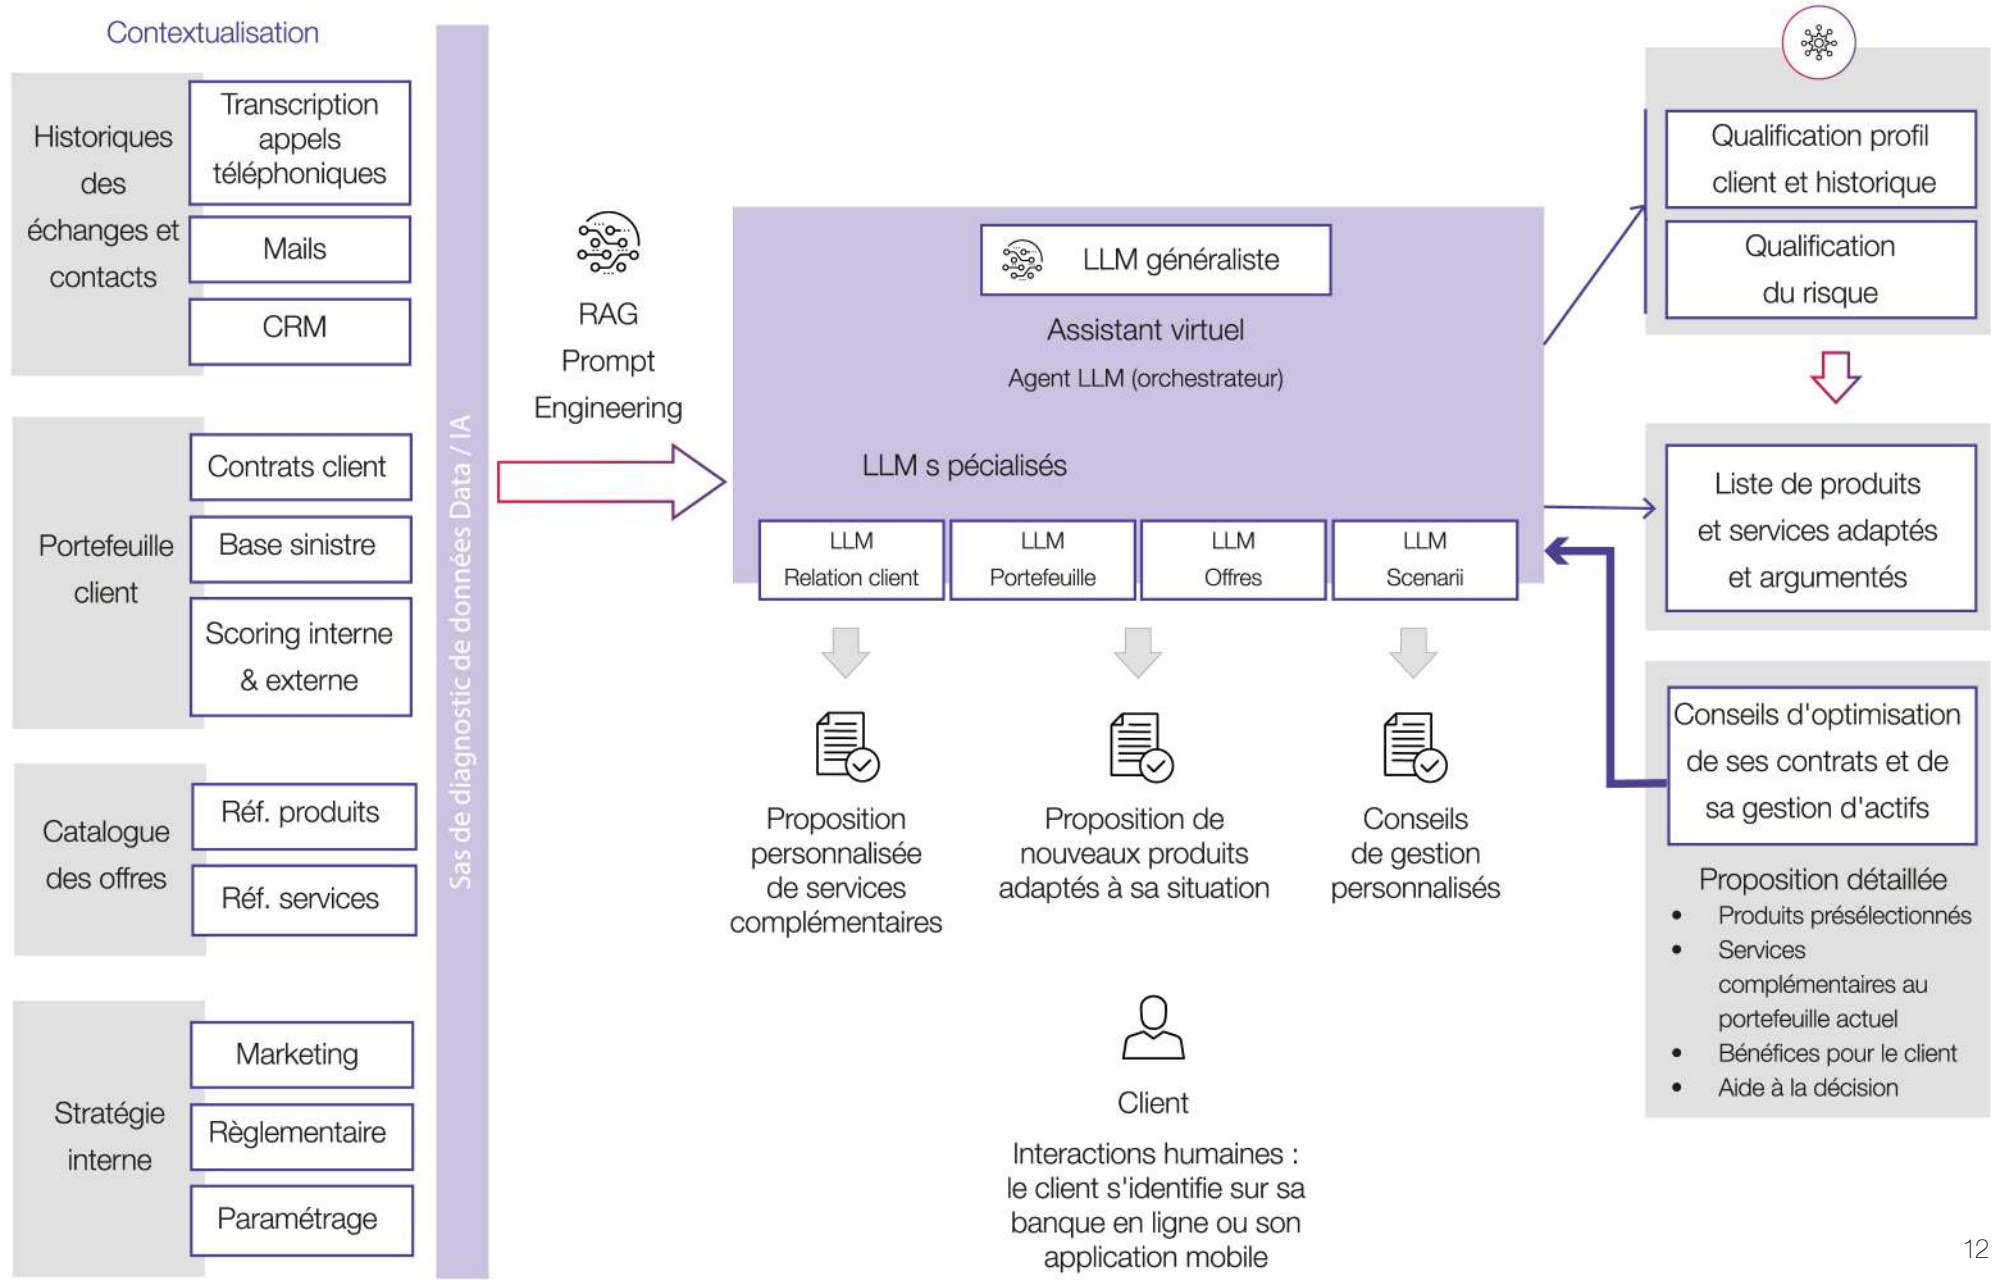 Contextualisation
Historiques
des
échanges et
contacts
Transcription
appels
téléphoniques
Mails
CRM
Portefeuille
client
Contrats client
Base sinistre
Scoring interne
& externe
Catalogue
des offres
Réf. produits
Réf. services
Stratégie
interne
Marketing
Règlementaire
Paramétrage
Sas de diagnostic de données Data / IA
RAG
Prompt
Engineering
LLM généraliste
Assistant virtuel
Agent LLM (orchestrateur)
LLM s pécialisés
LLM
Relation client
LLM
Portefeuille
LLM
Offres
LLM
Scenarii
Proposition
personnalisée
de services
complémentaires
Proposition de
nouveaux produits
adaptés à sa situation
Conseils
de gestion
personnalisés
Client
Interactions humaines :
le client s'identifie sur sa
banque en ligne ou son
application mobile
Qualification profil
client et historique
Qualification
du risque
Liste de produits
et services adaptés
et argumentés
Conseils d'optimisation
de ses contrats et de
sa gestion d'actifs
Proposition détaillée
• Produits présélectionnés
• Services
complémentaires au
portefeuille actuel
• Bénéfices pour le client
• Aide à la décision
12